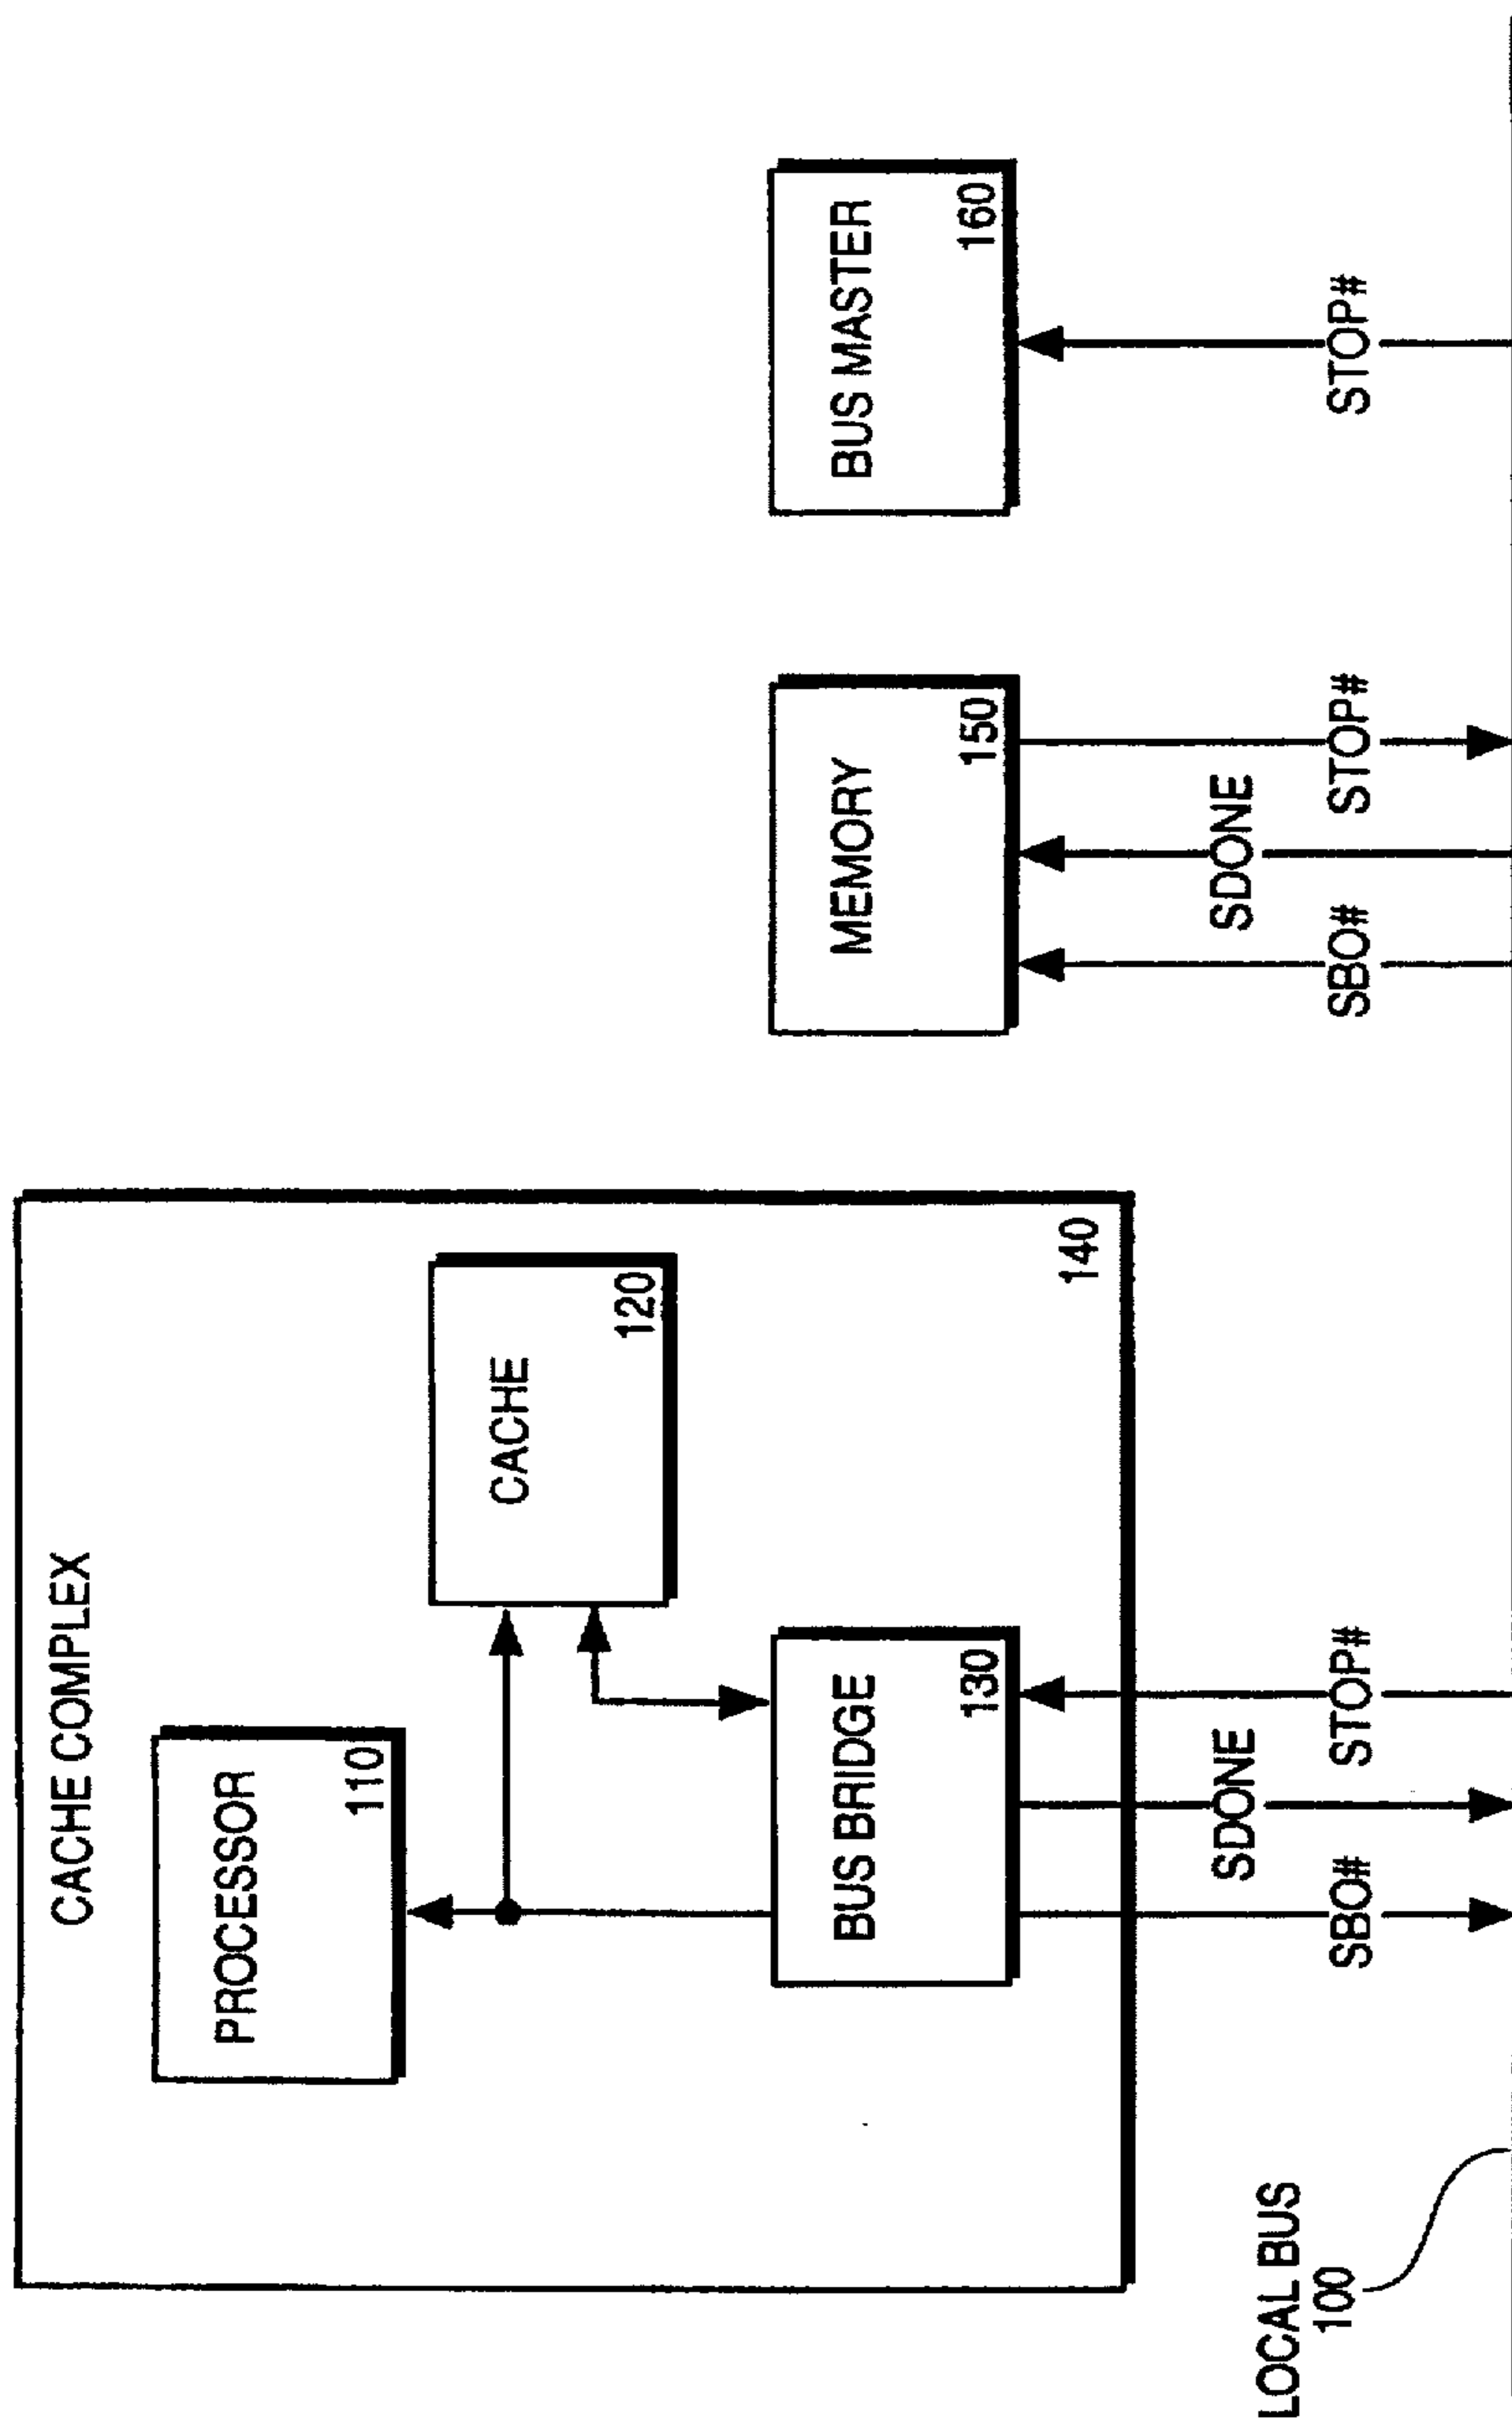 CACHE COMPLEX
PROCESSOR
110
CACHE
120
BUS BRIDGE
130
140
MEMORY
150
BUS MASTER
160
SBO#
SDONE
STOP#
SBO#
SDONE
STOP#
STOP#
LOCAL BUS
100